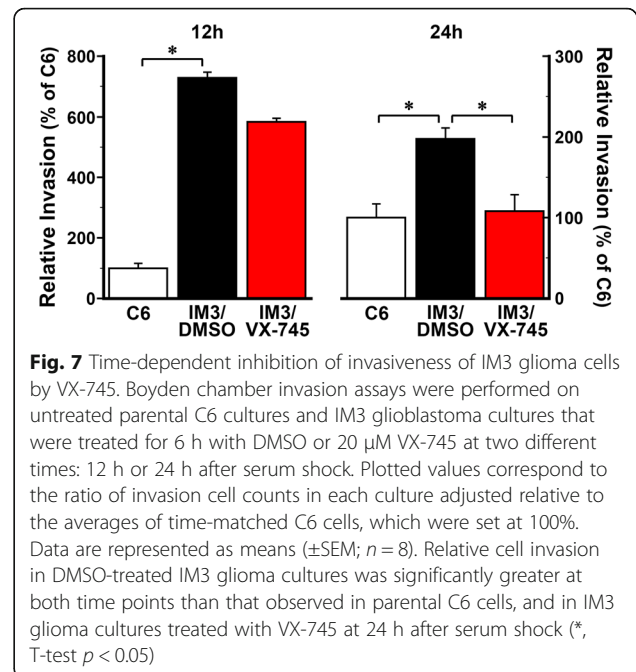 12h
24h
Relative Invasion (% of C6)
800
600
400
200
0
*
C6
IM3/
DMSO
IM3/
VX-745
* *
C6
IM3/
DMSO
IM3/
VX-745
300
200
100
0
Relative Invasion (% of C6)
Fig. 7 Time-dependent inhibition of invasiveness of IM3 glioma cells
by VX-745. Boyden chamber invasion assays were performed on
untreated parental C6 cultures and IM3 glioblastoma cultures that
were treated for 6 h with DMSO or 20 μM VX-745 at two different
times: 12 h or 24 h after serum shock. Plotted values correspond to
the ratio of invasion cell counts in each culture adjusted relative to
the averages of time-matched C6 cells, which were set at 100%.
Data are represented as means (±SEM; n = 8). Relative cell invasion
in DMSO-treated IM3 glioma cultures was significantly greater at
both time points than that observed in parental C6 cells, and in IM3
glioma cultures treated with VX-745 at 24 h after serum shock (*,
T-test p < 0.05)